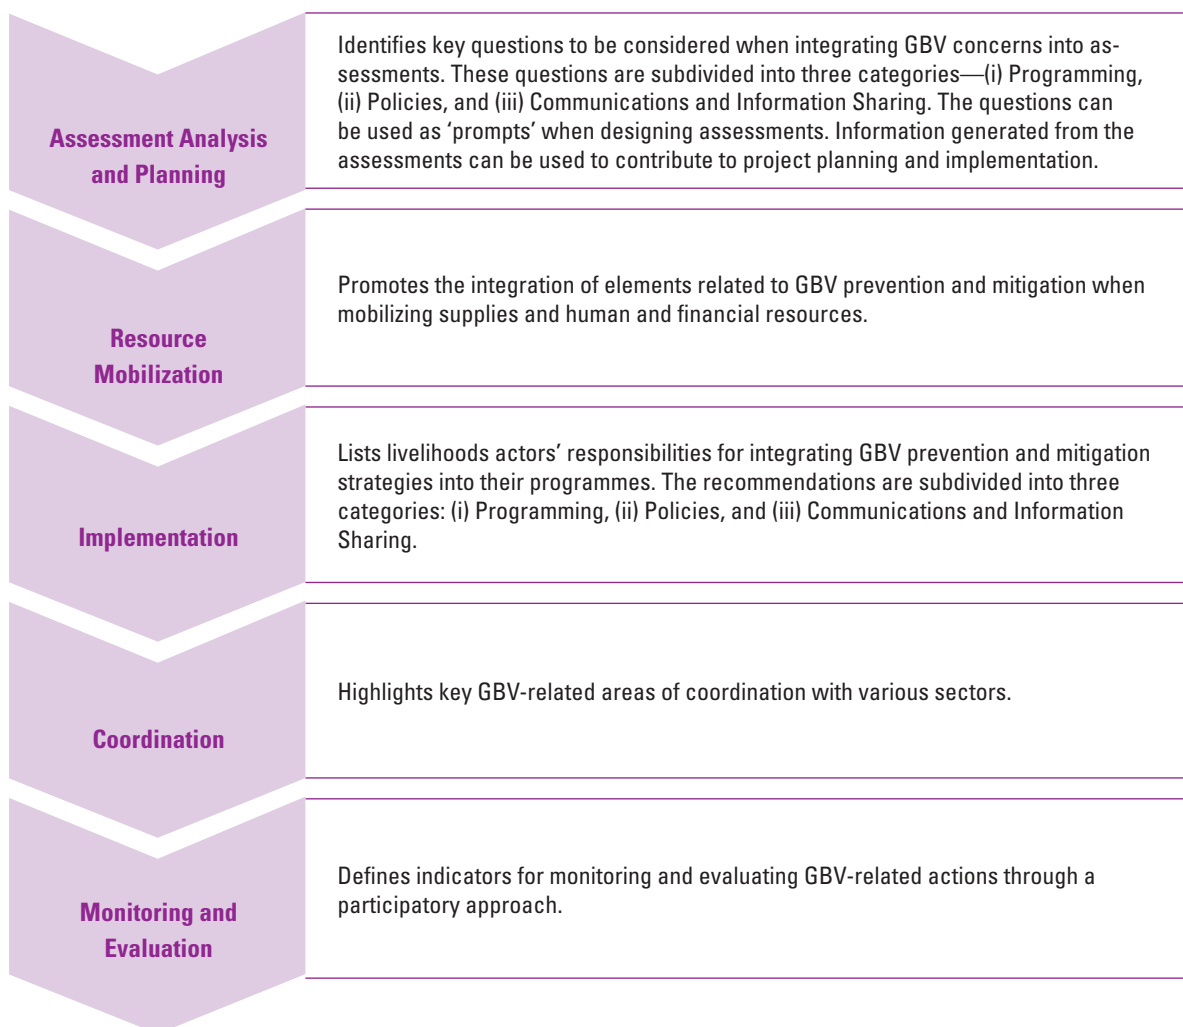 Assessment Analysis
and Planning
Identifies key questions to be considered when integrating GBV concerns into as-
sessments. These questions are subdivided into three categories—(i) Programming,
(ii) Policies, and (iii) Communications and Information Sharing. The questions can
be used as ‘prompts’ when designing assessments. Information generated from the
assessments can be used to contribute to project planning and implementation.
Resource
Mobilization
Promotes the integration of elements related to GBV prevention and mitigation when
mobilizing supplies and human and financial resources.
Implementation
Lists livelihoods actors’ responsibilities for integrating GBV prevention and mitigation
strategies into their programmes. The recommendations are subdivided into three
categories: (i) Programming, (ii) Policies, and (iii) Communications and Information
Sharing.
Coordination
Highlights key GBV-related areas of coordination with various sectors.
Monitoring and
Evaluation
Defines indicators for monitoring and evaluating GBV-related actions through a
participatory approach.